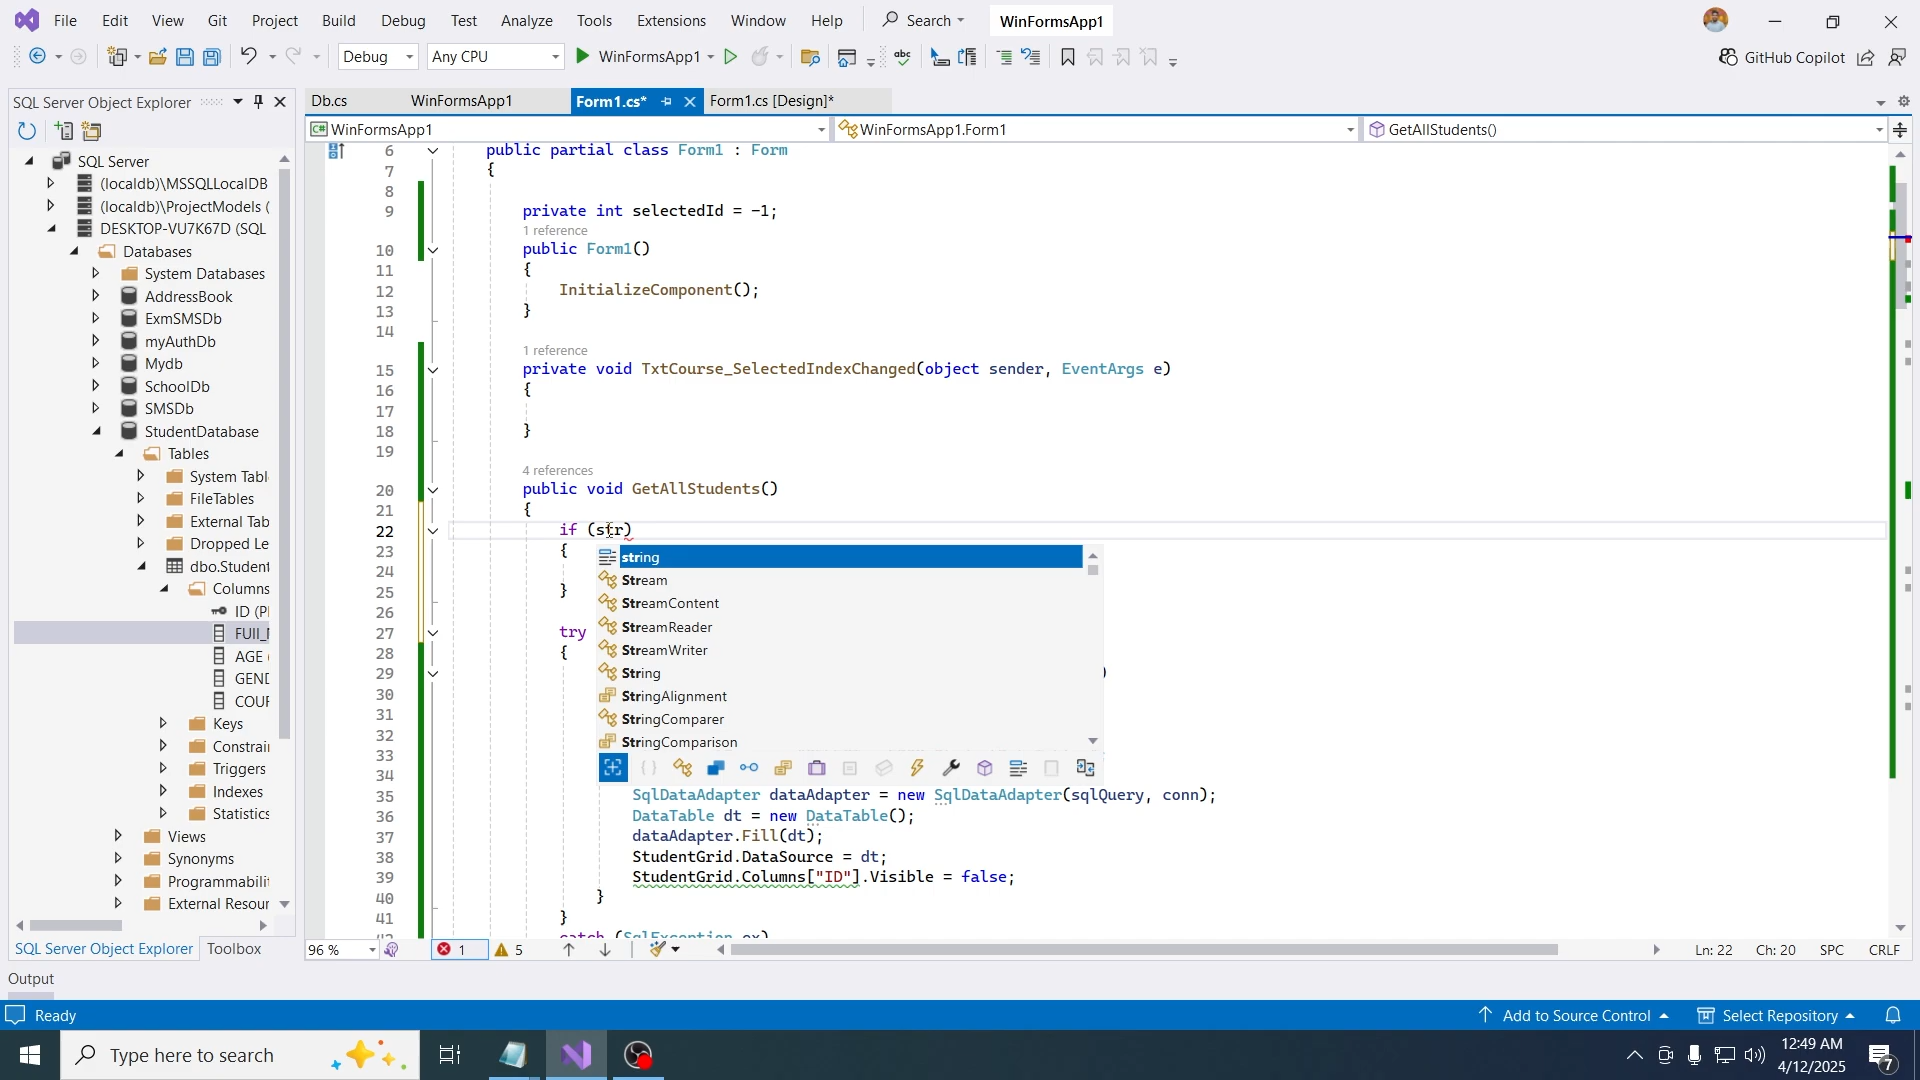 File Edit View Git Project Build Debug Test Analyze Tools Extensions Window Help Search WinFormsApp1
Debug Any CPU WinFormsApp1 GitHub Copilot
SQL Server Object Explorer
Db.cs WinFormsApp1 Form1.cs* Form1.cs [Design]*
WinFormsApp1 WinFormsApp1.Form1 GetAllStudents()
SQL Server
(localdb)\MSSQLLocalDB
(localdb)\ProjectModels (
DESKTOP-VU7K67D (SQL
Databases
System Databases
AddressBook
ExmSMSDb
myAuthDb
Mydb
SchoolDb
SMSDb
StudentDatabase
Tables
System Tabl
FileTables
External Tab
Dropped Le
dbo.Student
Columns
ID (P
FUll_
AGE
GEND
COUR
Keys
Constrai
Triggers
Indexes
Statistics
Views
Synonyms
Programmabilit
External Resour
SQL Server Object Explorer Toolbox
6 public partial class Form1 : Form
7 {
8
9 private int selectedId = -1;
1 reference
10 public Form1()
11 {
12 InitializeComponent();
13 }
14
1 reference
15 private void TxtCourse_SelectedIndexChanged(object sender, EventArgs e)
16 {
17
18 }
19
4 references
20 public void GetAllStudents()
21 {
22 if (str)
23 {
24
25 }
26
27 try
28 {
29 )
30
31
32
33
34
35 SqlDataAdapter dataAdapter = new SqlDataAdapter(sqlQuery, conn);
36 DataTable dt = new DataTable();
37 dataAdapter.Fill(dt);
38 StudentGrid.DataSource = dt;
39 StudentGrid.Columns["ID"].Visible = false;
40 }
41 }
42 catch (SqlException ex)
string
Stream
StreamContent
StreamReader
StreamWriter
String
StringAlignment
StringComparer
StringComparison
96 % 1 5 Ln: 22 Ch: 20 SPC CRLF
Output
Ready Add to Source Control Select Repository
Type here to search 12:49 AM
4/12/2025
7